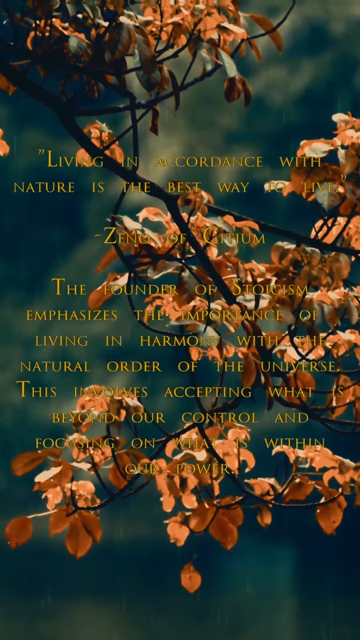 "Living in accordance with
nature is the best way to live."
-Zeno of Citium
The founder of Stoicism
emphasizes the importance of
living in harmony with the
natural order of the universe.
This involves accepting what is
beyond our control and
focusing on what is within
our power.